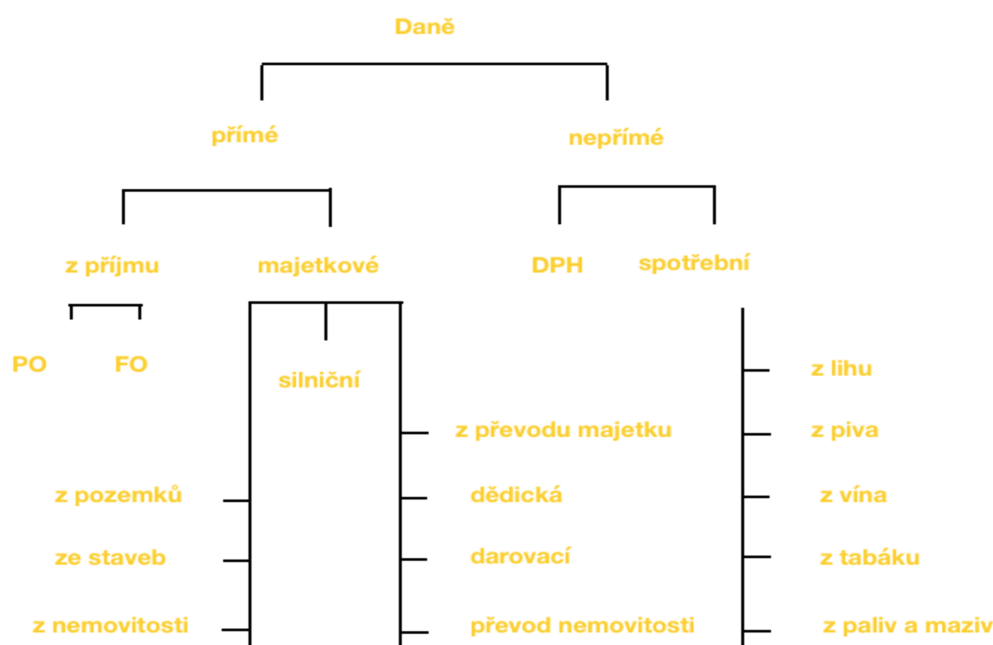 Daně
přímé
nepřímé
z příjmu
majetkové
DPH
spotřební
PO
FO
silniční
z lihu
z převodu majetku
z piva
z pozemků
dědická
z vína
ze staveb
darovací
z tabáku
z nemovitosti
převod nemovitosti
z paliv a maziv